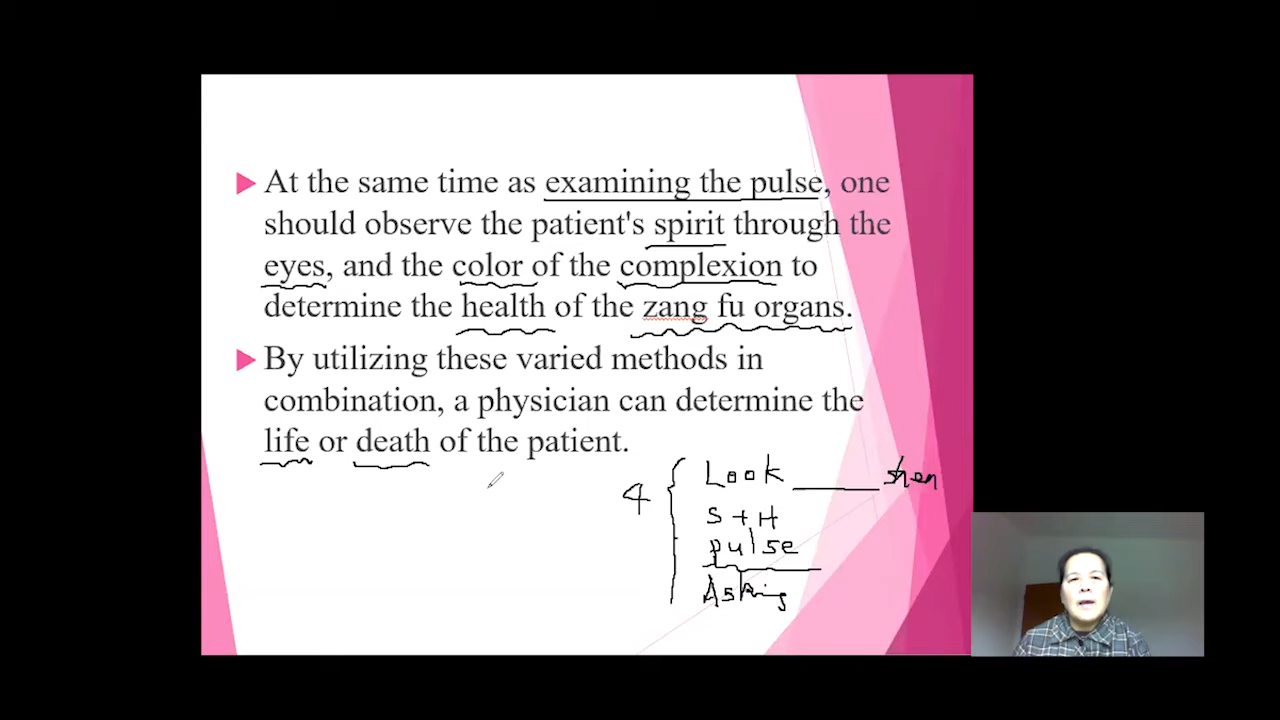 At the same time as examining the pulse, one
should observe the patient's spirit through the
eyes, and the color of the complexion to
determine the health of the zang fu organs.
By utilizing these varied methods in
combination, a physician can determine the
life or death of the patient.
4
Look ____ shen
S + H
pulse
Asking